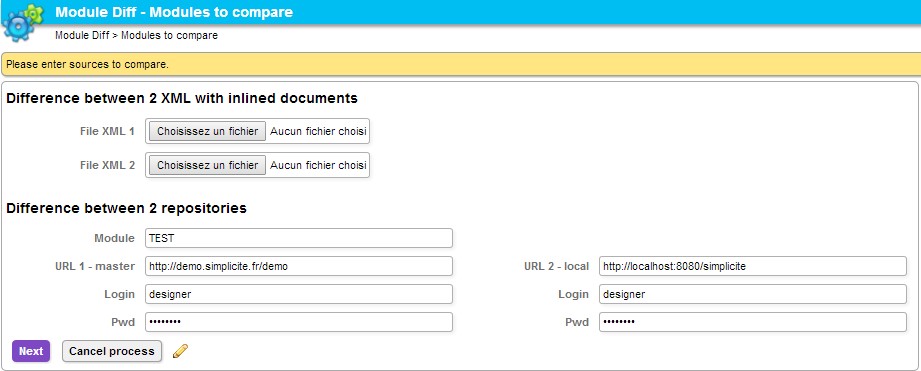 Module Diff - Modules to compare
Module Diff > Modules to compare
Please enter sources to compare.
Difference between 2 XML with inlined documents
File XML 1 Choisissez un fichier Aucun fichier choisi
File XML 2 Choisissez un fichier Aucun fichier choisi
Difference between 2 repositories
Module TEST
URL 1 - master http://demo.simplicite.fr/demo URL 2 - local http://localhost:8080/simplicite
Login designer Login designer
Pwd •••••••• Pwd ••••••••
Next Cancel process